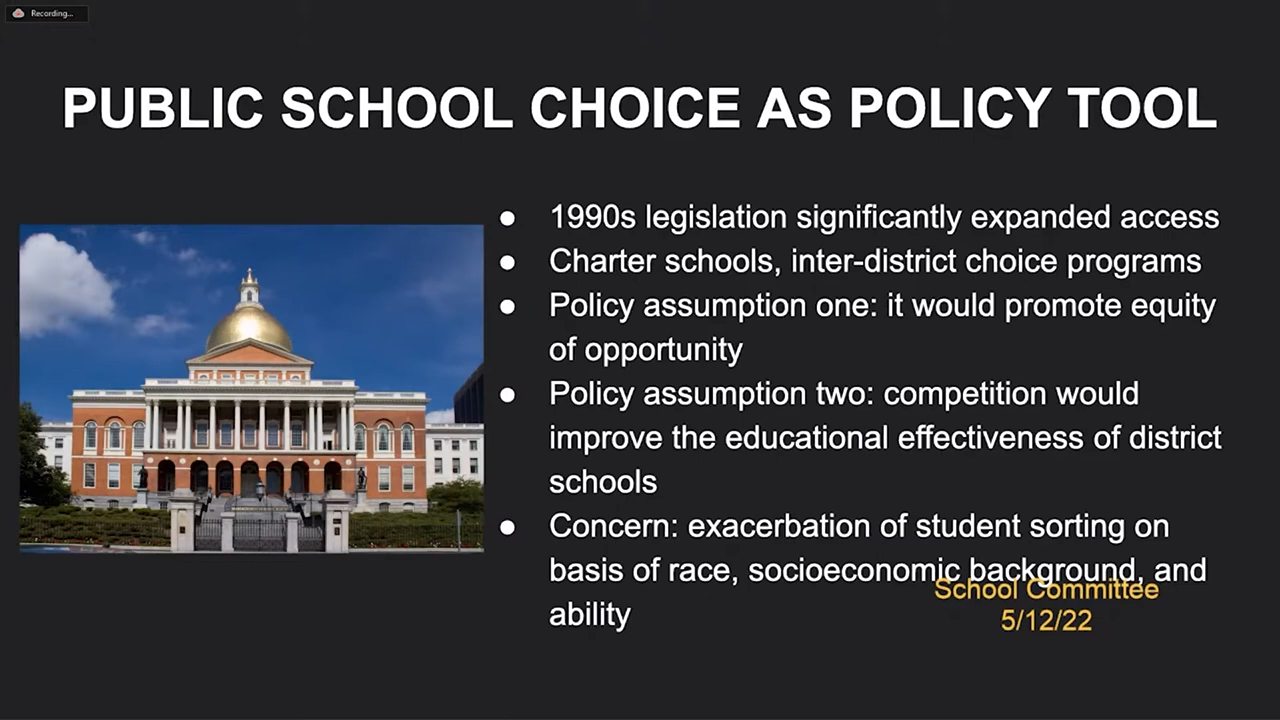 Recording...
PUBLIC SCHOOL CHOICE AS POLICY TOOL
● 1990s legislation significantly expanded access
● Charter schools, inter-district choice programs
● Policy assumption one: it would promote equity
of opportunity
● Policy assumption two: competition would
improve the educational effectiveness of district
schools
● Concern: exacerbation of student sorting on
basis of race, socioeconomic background, and
ability
School Committee
5/12/22